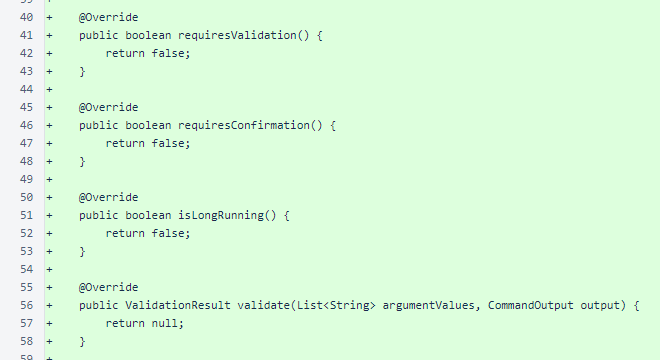 40 + @Override
41 + public boolean requiresValidation() {
42 + return false;
43 + }
44 +
45 + @Override
46 + public boolean requiresConfirmation() {
47 + return false;
48 + }
49 +
50 + @Override
51 + public boolean isLongRunning() {
52 + return false;
53 + }
54 +
55 + @Override
56 + public ValidationResult validate(List<String> argumentValues, CommandOutput output) {
57 + return null;
58 + }
59 +